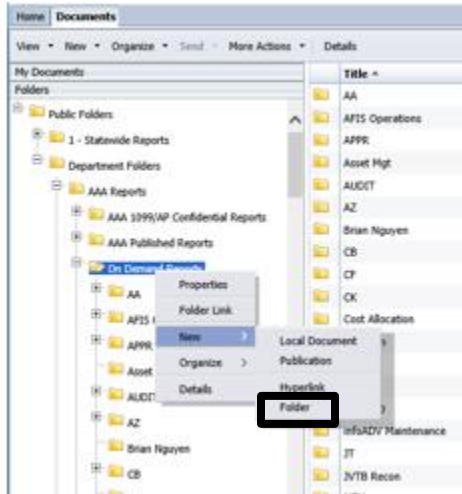 Home Documents
View New Organize Send More Actions Details
My Documents
Folders
Public Folders
1 - Statewide Reports
Department Folders
AAA Reports
AAA 1099/AP Confidential Reports
AAA Published Reports
On Demand Reports
AA
AFIS
APPR
Asset
AUDIT
AZ
Brian Nguyen
CB
Properties
Folder Link
New
Organize
Details
Local Document
Publication
Hyperlink
Folder
Title
AA
AFIS Operations
APPR
Asset Mgt
AUDIT
AZ
Brian Nguyen
CB
CF
CK
Cost Allocation
InfoADV Maintenance
JT
JVTB Recon